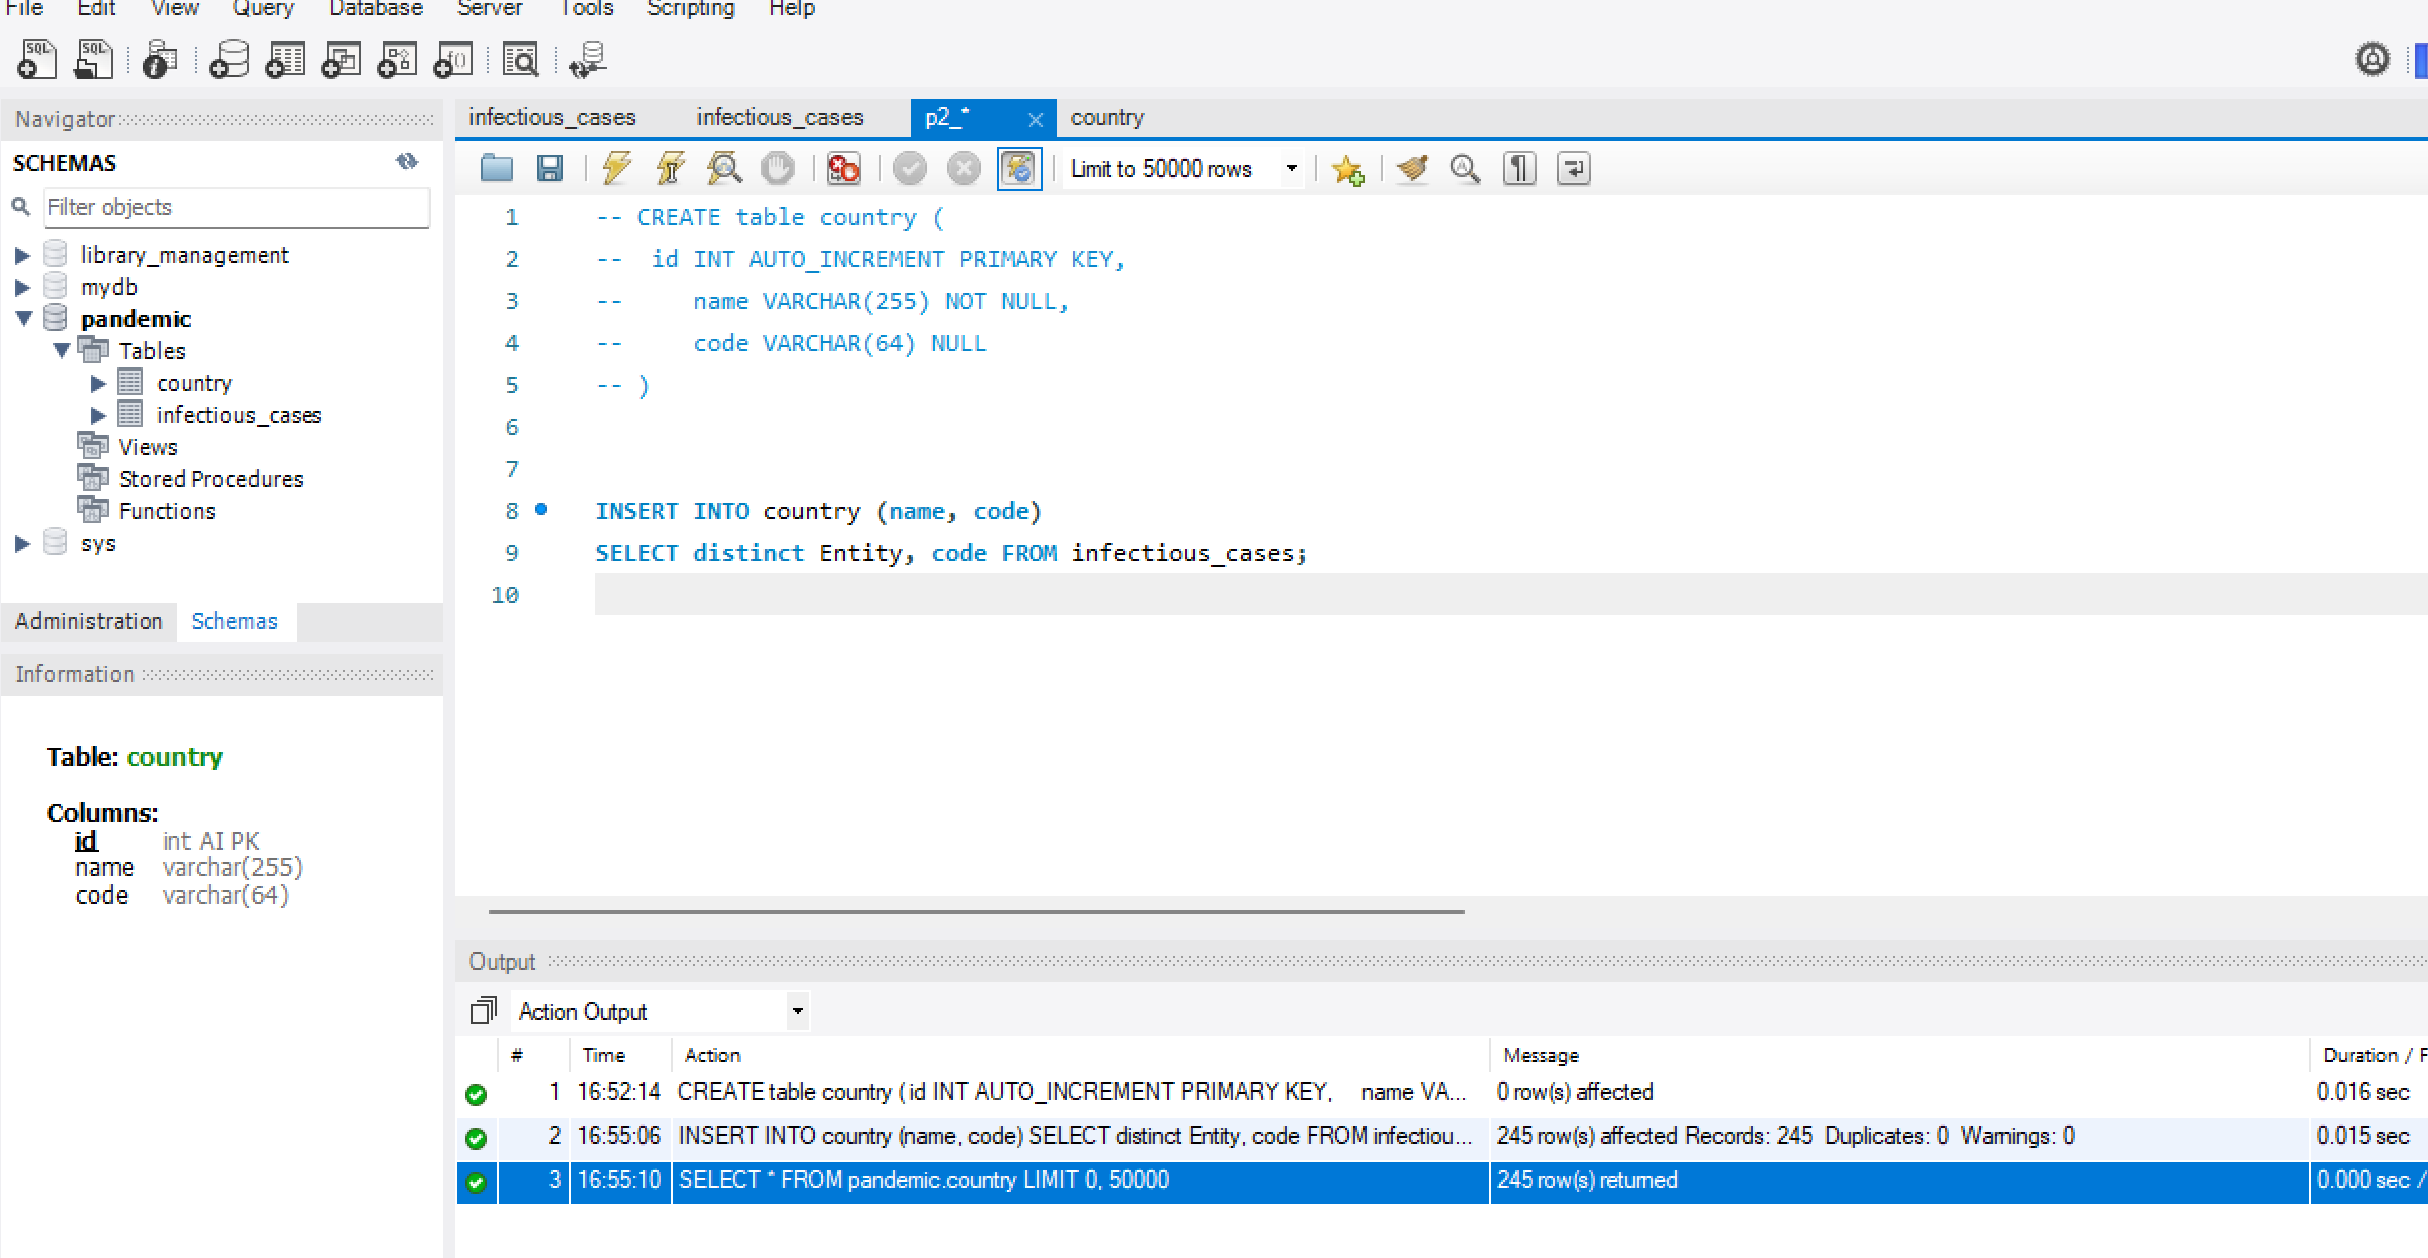 File Edit View Query Database Server Tools Scripting Help
SQL SQL
Navigator
SCHEMAS
Filter objects
library_management
mydb
pandemic
Tables
country
infectious_cases
Views
Stored Procedures
Functions
sys
Administration Schemas
Information
Table: country
Columns:
id int AI PK
name varchar(255)
code varchar(64)
infectious_cases infectious_cases p2_* country
Limit to 50000 rows
1 -- CREATE table country (
2 -- id INT AUTO_INCREMENT PRIMARY KEY,
3 -- name VARCHAR(255) NOT NULL,
4 -- code VARCHAR(64) NULL
5 -- )
6
7
8 INSERT INTO country (name, code)
9 SELECT distinct Entity, code FROM infectious_cases;
10
Output
Action Output
# Time Action Message Duration / F
1 16:52:14 CREATE table country ( id INT AUTO_INCREMENT PRIMARY KEY, name VA... 0 row(s) affected 0.016 sec
2 16:55:06 INSERT INTO country (name, code) SELECT distinct Entity, code FROM infectiou... 245 row(s) affected Records: 245 Duplicates: 0 Warnings: 0 0.015 sec
3 16:55:10 SELECT * FROM pandemic.country LIMIT 0, 50000 245 row(s) returned 0.000 sec /